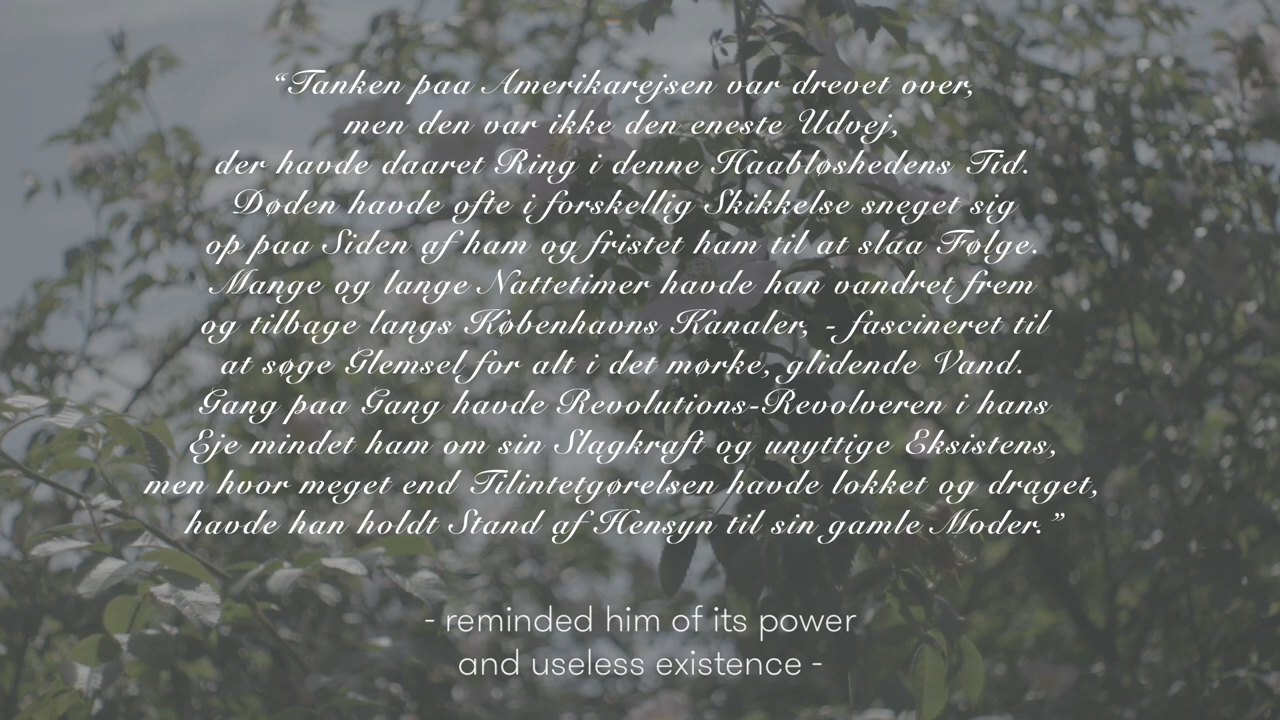 “Tanken paa Amerikarejsen var drevet over,
men den var ikke den eneste Udvej,
der havde daaret Ring i denne Haabløshedens Tid.
Døden havde ofte i forskellig Skikkelse sneget sig
op paa Siden af ham og fristet ham til at slaa Følge.
Mange og lange Nattetimer havde han vandret frem
og tilbage langs Københavns Kanaler, - fascineret til
at søge Glemsel for alt i det mørke, glidende Vand.
Gang paa Gang havde Revolutions-Revolveren i hans
Eje mindet ham om sin Slagkraft og unyttige Eksistens,
men hvor meget end Tilintetgørelsen havde lokket og draget,
havde han holdt Stand af Hensyn til sin gamle Moder.”
- reminded him of its power
and useless existence -